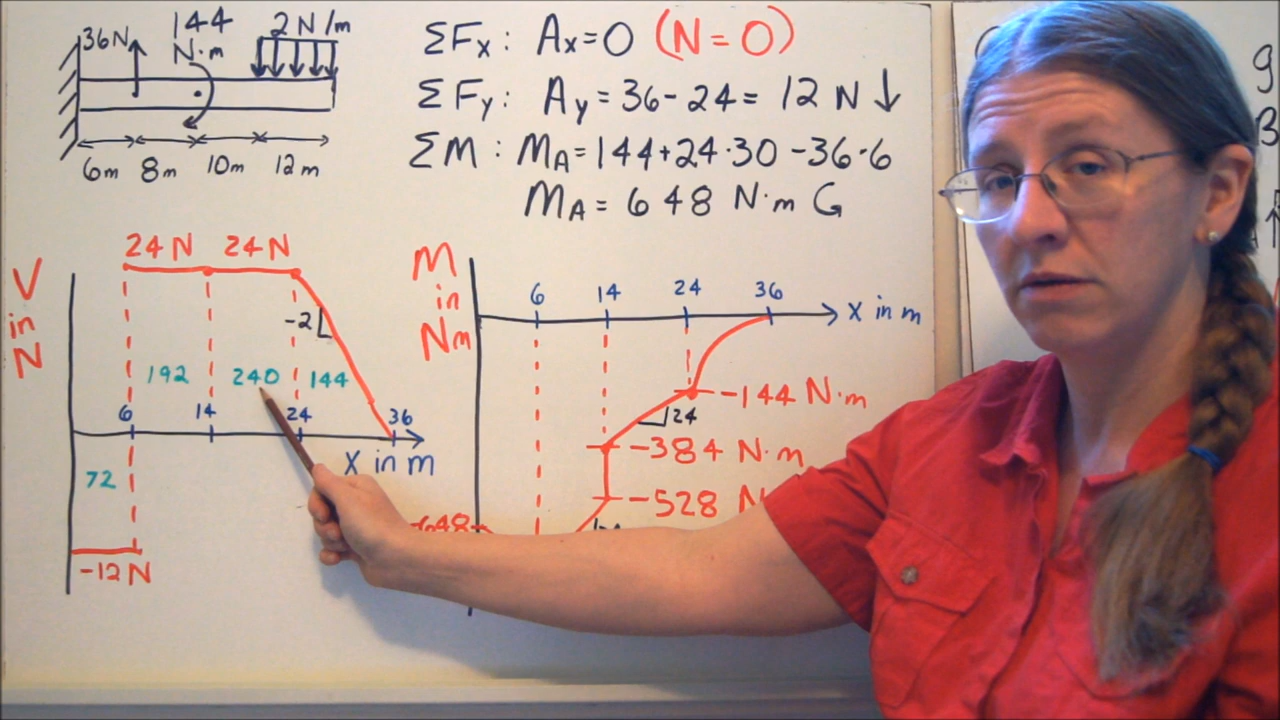 36N
144
N·m
2 N/m
6m 8m 10m 12m
ΣFx: Ax=0 (N=0)
ΣFy: Ay=36-24=12 N ↓
ΣM: MA=144+24·30-36·6
MA=648 N·m
V
in
N
24 N 24 N
-2
192 240 144
6 14 24 36
X in m
72
-12N
M
in
Nm
6 14 24 36
X in m
-144 N·m
24
-384 N·m
-528 N
-648